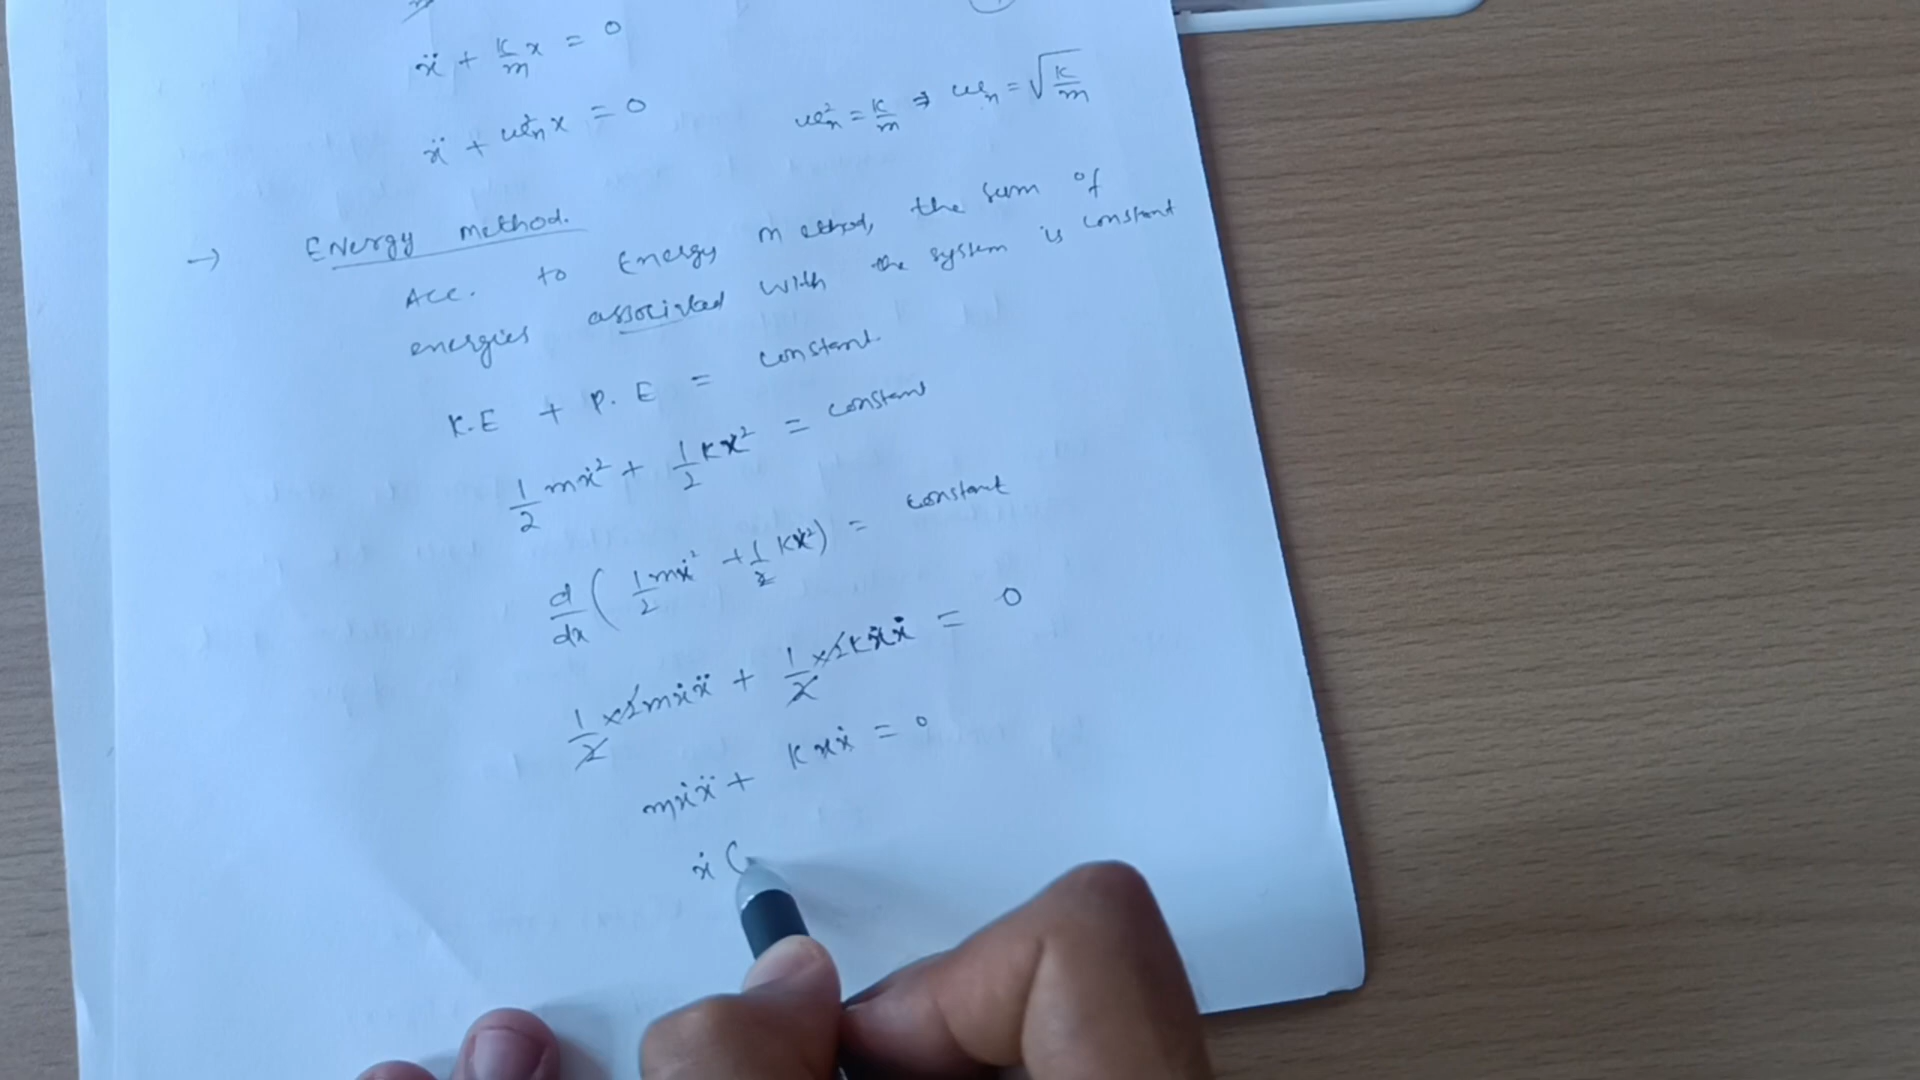 ẍ + k/m x = 0
ẍ + ωn² x = 0
ωn² = k/m ⇒ ωn = √(k/m)
→ Energy method.
Acc. to Energy method, the sum of
energies associated with the system is constant
K.E + P.E = constant.
1/2 mẋ² + 1/2 kx² = constant
d/dx ( 1/2 mẋ² + 1/2 kx² ) = constant
1/2 × 2mẋẍ + 1/2 × 2kẋẋ = 0
mẋẍ + kxẋ = 0
ẋ (